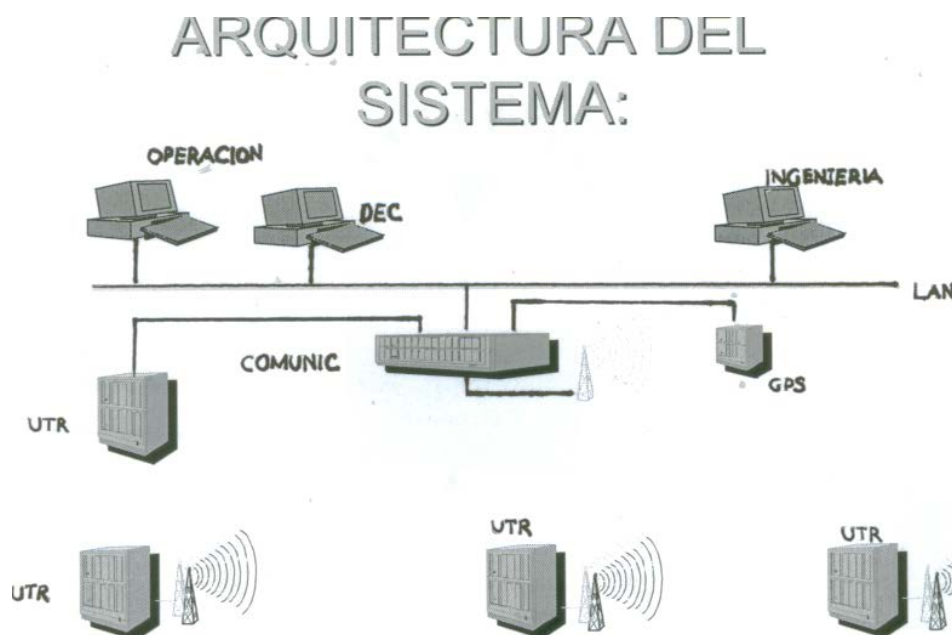 ARQUITECTURA DEL
SISTEMA:
OPERACION
DEC
INGENIERIA
LAN
COMUNIC
GPS
UTR
UTR
UTR
UTR